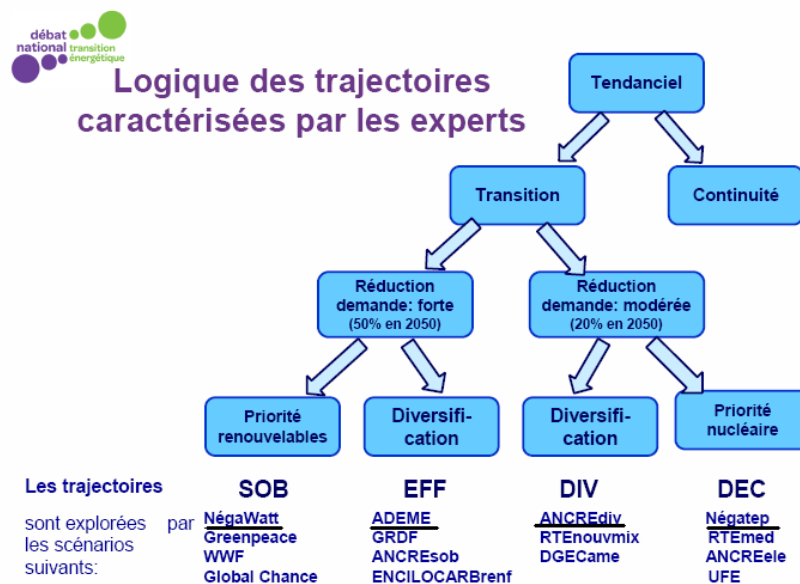 débat
national transition
énergétique
Logique des trajectoires
caractérisées par les experts
Tendanciel
Transition
Continuité
Réduction
demande: forte
(50% en 2050)
Réduction
demande: modérée
(20% en 2050)
Priorité
renouvelables
Diversifi-
cation
Diversifi-
cation
Priorité
nucléaire
Les trajectoires
sont explorées par
les scénarios
suivants:
SOB
NégaWatt
Greenpeace
WWF
Global Chance
EFF
ADEME
GRDF
ANCREsob
ENCILOCARBrenf
DIV
ANCREdiv
RTEnouvmix
DGECame
DEC
Négatep
RTEmed
ANCREele
UFE